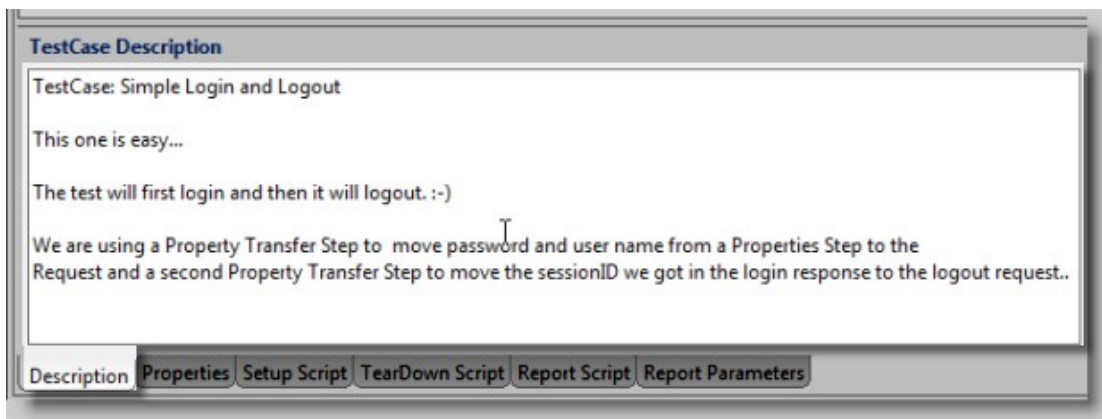 TestCase Description
TestCase: Simple Login and Logout
This one is easy...
The test will first login and then it will logout. :-)
We are using a Property Transfer Step to  move password and user name from a Properties Step to the
Request and a second Property Transfer Step to move the sessionID we got in the login response to the logout request..
Description Properties Setup Script TearDown Script Report Script Report Parameters